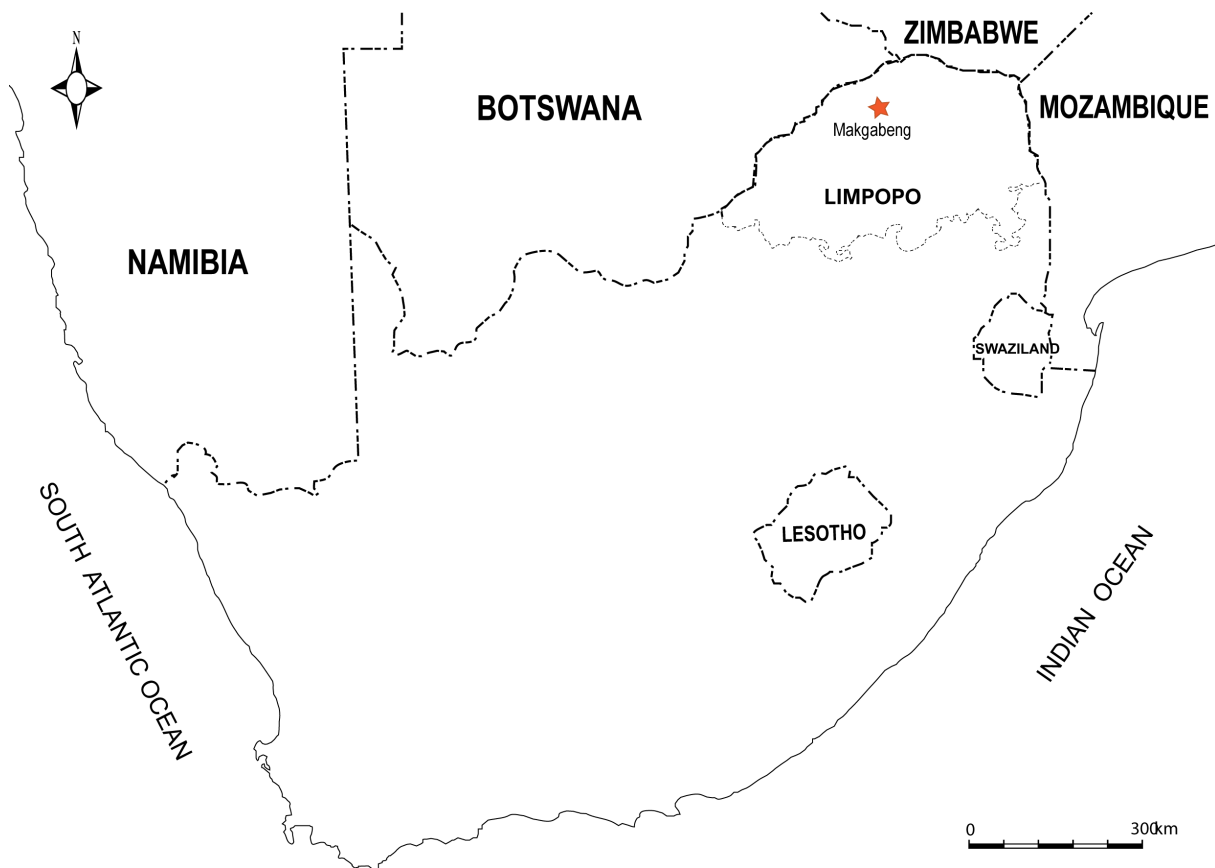 N
ZIMBABWE
BOTSWANA
MOZAMBIQUE
Makgabeng
LIMPOPO
NAMIBIA
SWAZILAND
LESOTHO
SOUTH ATLANTIC OCEAN
INDIAN OCEAN
0 300km